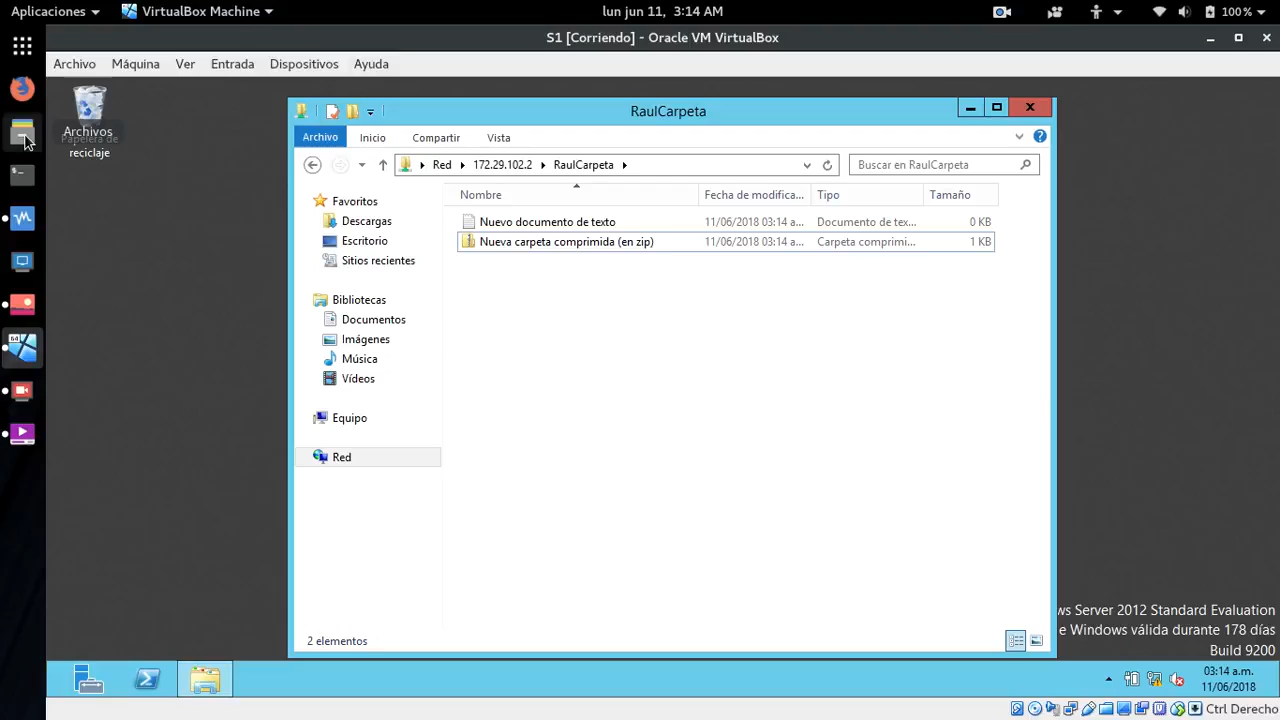 Aplicaciones
VirtualBox Machine
lun jun 11, 3:14 AM
100%
S1 [Corriendo] - Oracle VM VirtualBox
Archivo
Máquina
Ver
Entrada
Dispositivos
Ayuda
Archivos
Papelera de
reciclaje
RaulCarpeta
Archivo
Inicio
Compartir
Vista
Red
172.29.102.2
RaulCarpeta
Buscar en RaulCarpeta
Favoritos
Descargas
Escritorio
Sitios recientes
Bibliotecas
Documentos
Imágenes
Música
Vídeos
Equipo
Red
Nombre
Fecha de modifica...
Tipo
Tamaño
Nuevo documento de texto
11/06/2018 03:14 a...
Documento de tex...
0 KB
Nueva carpeta comprimida (en zip)
11/06/2018 03:14 a...
Carpeta comprimi...
1 KB
2 elementos
ws Server 2012 Standard Evaluation
e Windows válida durante 178 días
Build 9200
03:14 a.m.
11/06/2018
Ctrl Derecho